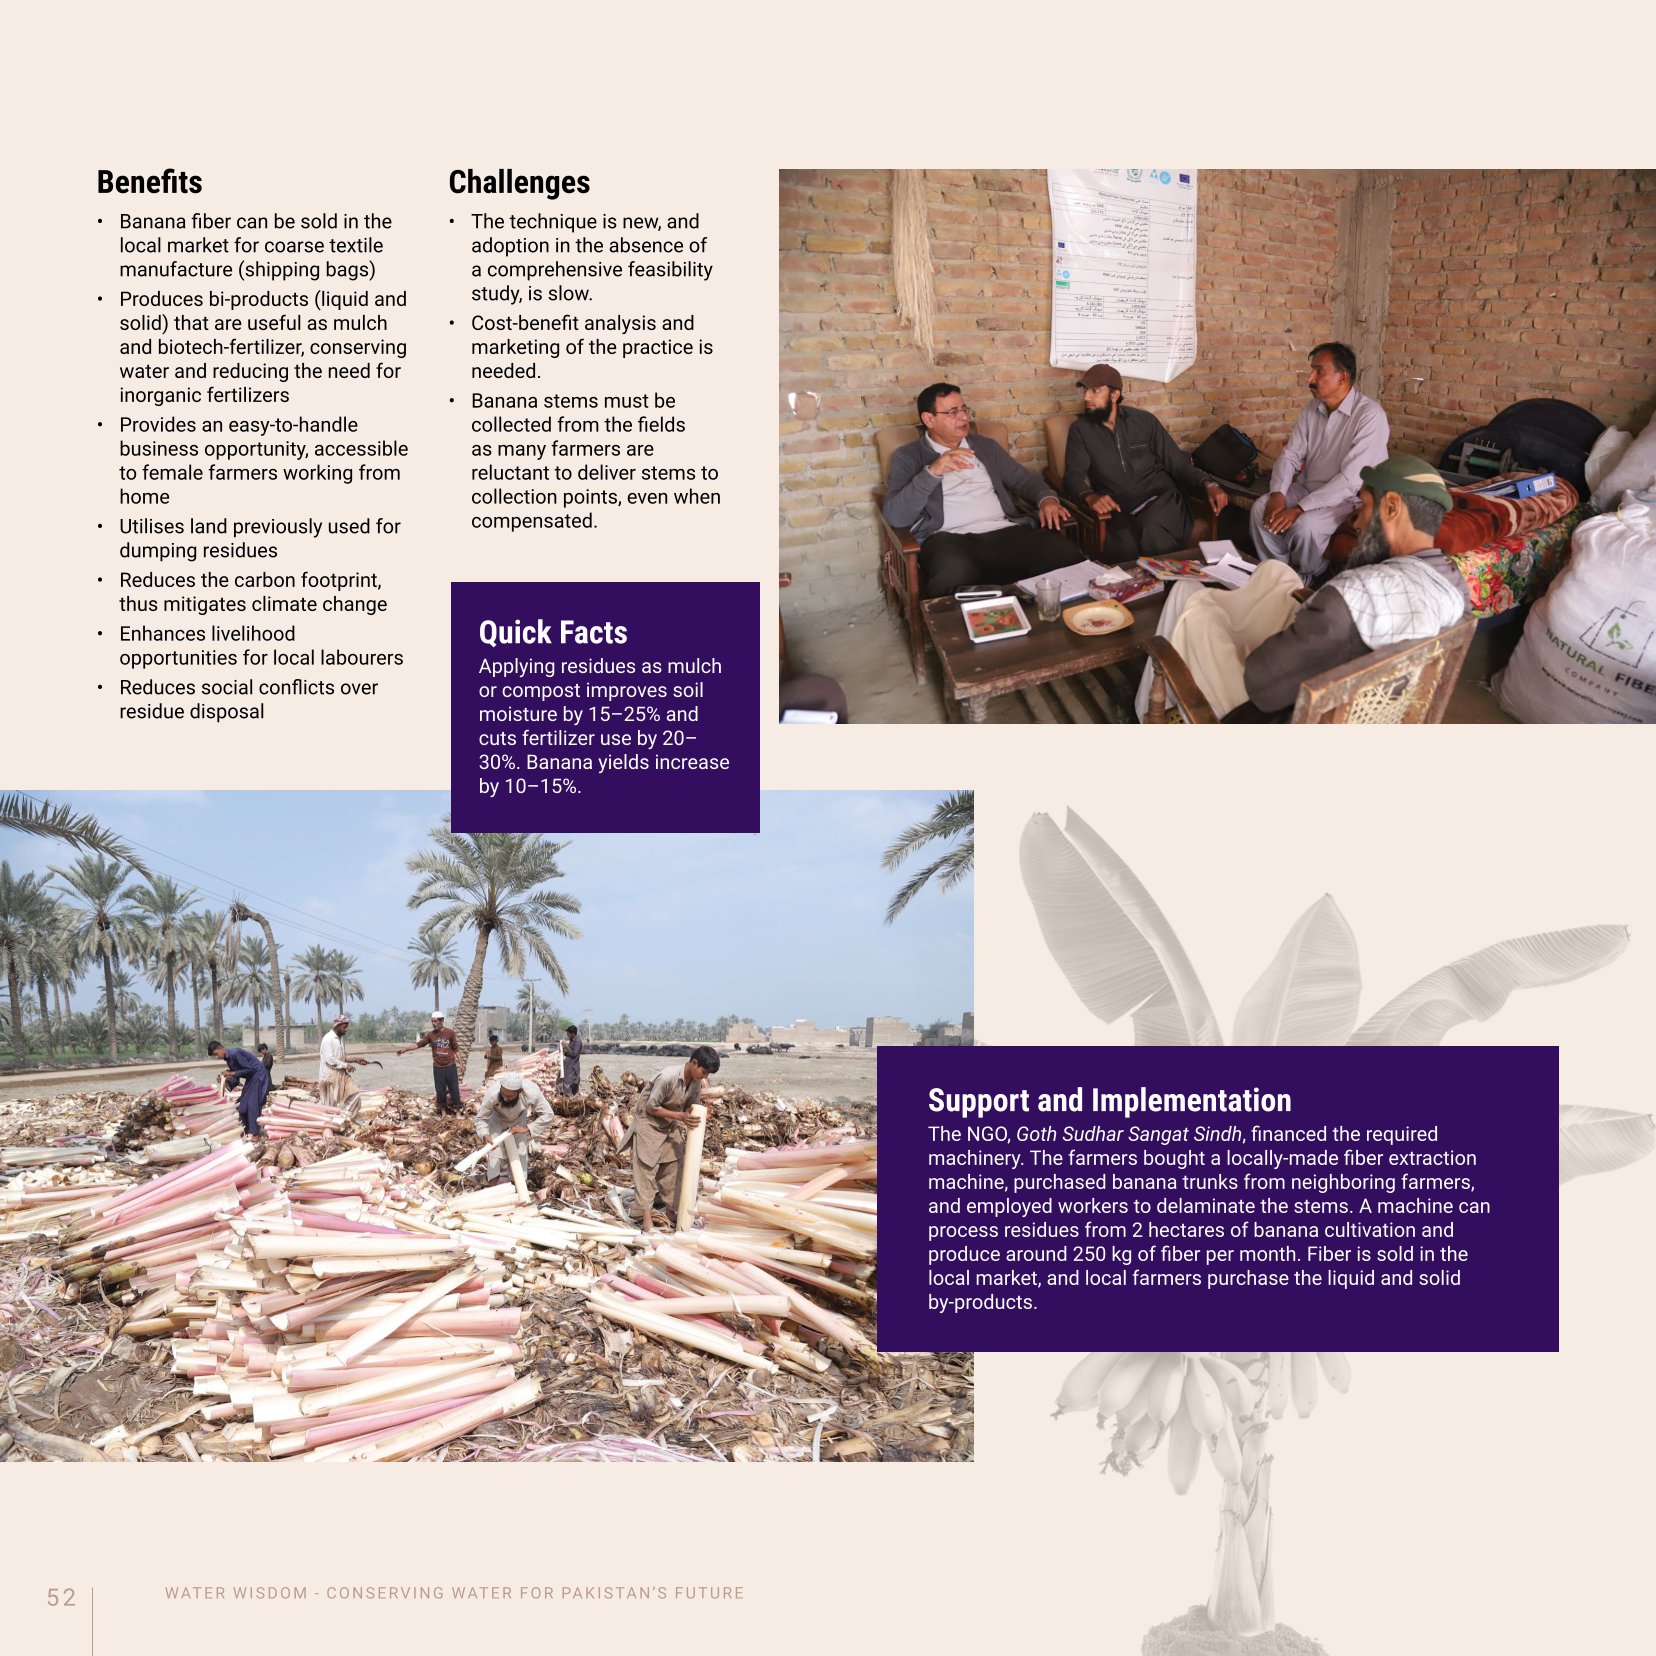 Benefits
• Banana fiber can be sold in the
local market for coarse textile
manufacture (shipping bags)
• Produces bi-products (liquid and
solid) that are useful as mulch
and biotech-fertilizer, conserving
water and reducing the need for
inorganic fertilizers
• Provides an easy-to-handle
business opportunity, accessible
to female farmers working from
home
• Utilises land previously used for
dumping residues
• Reduces the carbon footprint,
thus mitigates climate change
• Enhances livelihood
opportunities for local labourers
• Reduces social conflicts over
residue disposal
Challenges
• The technique is new, and
adoption in the absence of
a comprehensive feasibility
study, is slow.
• Cost-benefit analysis and
marketing of the practice is
needed.
• Banana stems must be
collected from the fields
as many farmers are
reluctant to deliver stems to
collection points, even when
compensated.
Quick Facts
Applying residues as mulch
or compost improves soil
moisture by 15–25% and
cuts fertilizer use by 20–
30%. Banana yields increase
by 10–15%.
NATURAL FIBE
COMPANY
Support and Implementation
The NGO, Goth Sudhar Sangat Sindh, financed the required
machinery. The farmers bought a locally-made fiber extraction
machine, purchased banana trunks from neighboring farmers,
and employed workers to delaminate the stems. A machine can
process residues from 2 hectares of banana cultivation and
produce around 250 kg of fiber per month. Fiber is sold in the
local market, and local farmers purchase the liquid and solid
by-products.
52
WATER WISDOM - CONSERVING WATER FOR PAKISTAN'S FUTURE